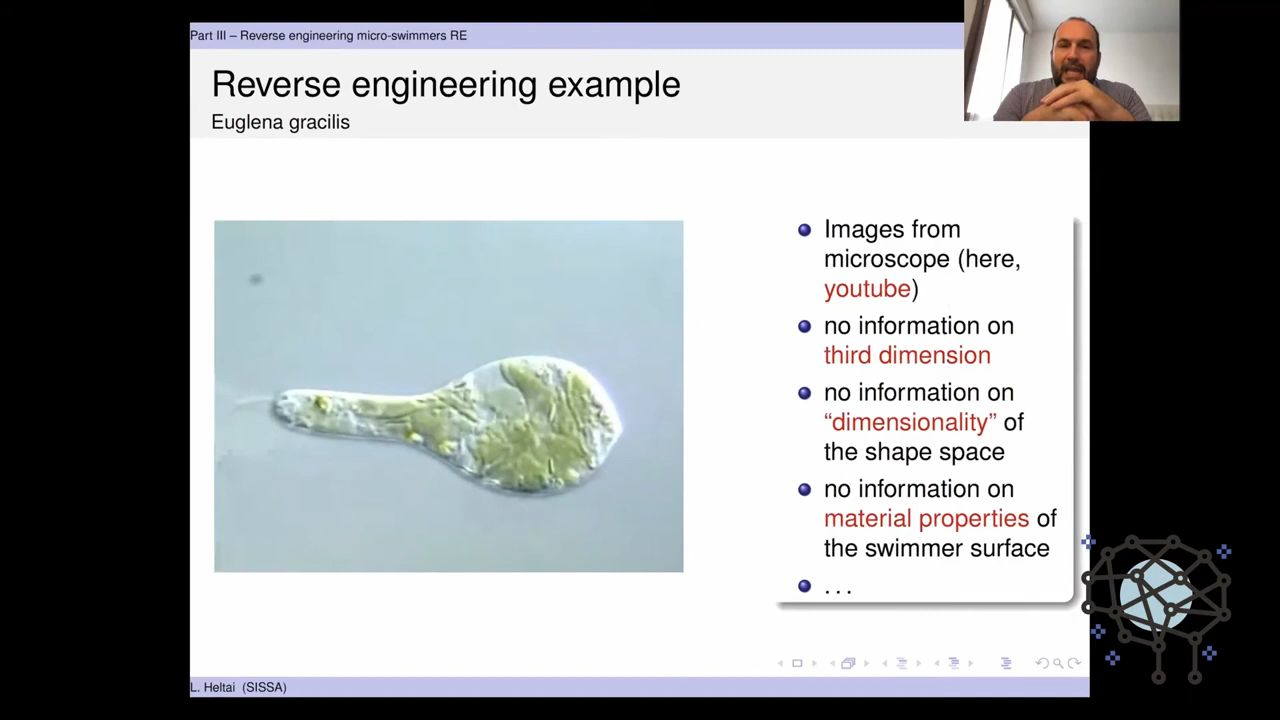 Part III – Reverse engineering micro-swimmers RE
Reverse engineering example
Euglena gracilis
Images from
microscope (here,
youtube)
no information on
third dimension
no information on
“dimensionality” of
the shape space
no information on
material properties of
the swimmer surface
. . .
L. Heltai (SISSA)